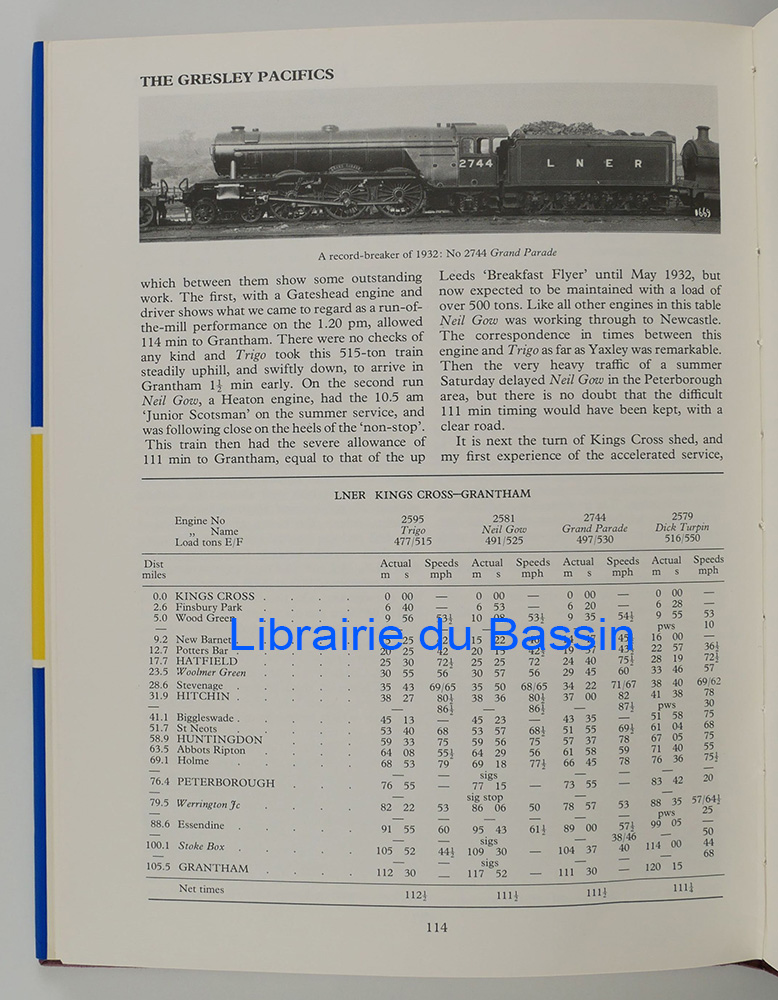 THE GRESLEY PACIFICS
2744
L N E R
A record-breaker of 1932: No 2744 Grand Parade
which between them show some outstanding
work. The first, with a Gateshead engine and
driver shows what we came to regard as a run-of-
the-mill performance on the 1.20 pm, allowed
114 min to Grantham. There were no checks of
any kind and Trigo took this 515-ton train
steadily uphill, and swiftly down, to arrive in
Grantham 1½ min early. On the second run
Neil Gow, a Heaton engine, had the 10.5 am
'Junior Scotsman' on the summer service, and
was following close on the heels of the 'non-stop'.
This train then had the severe allowance of
111 min to Grantham, equal to that of the up
Leeds 'Breakfast Flyer' until May 1932, but
now expected to be maintained with a load of
over 500 tons. Like all other engines in this table
Neil Gow was working through to Newcastle.
The correspondence in times between this
engine and Trigo as far as Yaxley was remarkable.
Then the very heavy traffic of a summer
Saturday delayed Neil Gow in the Peterborough
area, but there is no doubt that the difficult
111 min timing would have been kept, with a
clear road.
It is next the turn of Kings Cross shed, and
my first experience of the accelerated service,
LNER KINGS CROSS—GRANTHAM
Engine No 2595 2581 2744 2579
„ Name Trigo Neil Gow Grand Parade Dick Turpin
Load tons E/F 477/515 491/525 497/530 516/550
Dist Actual Speeds Actual Speeds Actual Speeds Actual Speeds
miles m s mph m s mph m s mph m s mph
0.0 KINGS CROSS . . . . 0 00 — 0 00 — 0 00 — 0 00 —
2.6 Finsbury Park . . . . 6 40 — 6 53 — 6 20 — 6 28 —
5.0 Wood Green 9 56 53½ 10 53½ 9 35 54½ 9 55 53
— pws 10
9.2 New Barnet 25 15 22 16 00 —
12.7 Potters Bar 20 25 42 20 15 42½ 19 57 43½ 22 57 36½
17.7 HATFIELD . . . . 25 30 72½ 25 25 72 24 40 75½ 28 19 72½
23.5 Woolmer Green . . . . 30 55 56 30 57 56 29 45 60 33 46 57
28.6 Stevenage . . . . 35 43 69/65 35 50 68/65 34 22 71/67 38 40 69/62
31.9 HITCHIN . . . . 38 27 80½ 38 36 80½ 37 00 82 41 38 78
— — 86½ — 86½ — 87½ pws 30
41.1 Biggleswade . . . . 45 13 — 45 23 — 43 35 — 51 58 75
51.7 St Neots . . . . 53 40 68 53 57 68½ 51 55 69½ 61 04 68
58.9 HUNTINGDON . . . . 59 33 75 59 56 75 57 37 78 67 05 75
63.5 Abbots Ripton . . . . 64 08 55½ 64 29 56 61 58 59 71 40 55
69.1 Holme . . . . 68 53 79 69 18 77½ 66 45 78 76 36 75½
— — — sigs — — — —
76.4 PETERBOROUGH . . . . 76 55 — 77 15 — 73 55 — 83 42 20
— — — sig stop — — — —
79.5 Werrington Jc . . . . 82 22 53 86 06 50 78 57 53 88 35 57/64½
— — — — — — — pws 25
88.6 Essendine . . . . 91 55 60 95 43 61½ 89 00 57½ 99 05 —
— — — sigs — — 38/46 — 50
100.1 Stoke Box . . . . 105 52 44½ 109 30 — 104 37 40 114 00 44
— — — sigs — — — — 68
105.5 GRANTHAM . . . . 112 30 — 117 52 — 111 30 — 120 15
Net times 112½ 111½ 111½ 111¼
114
Librairie du Bassin